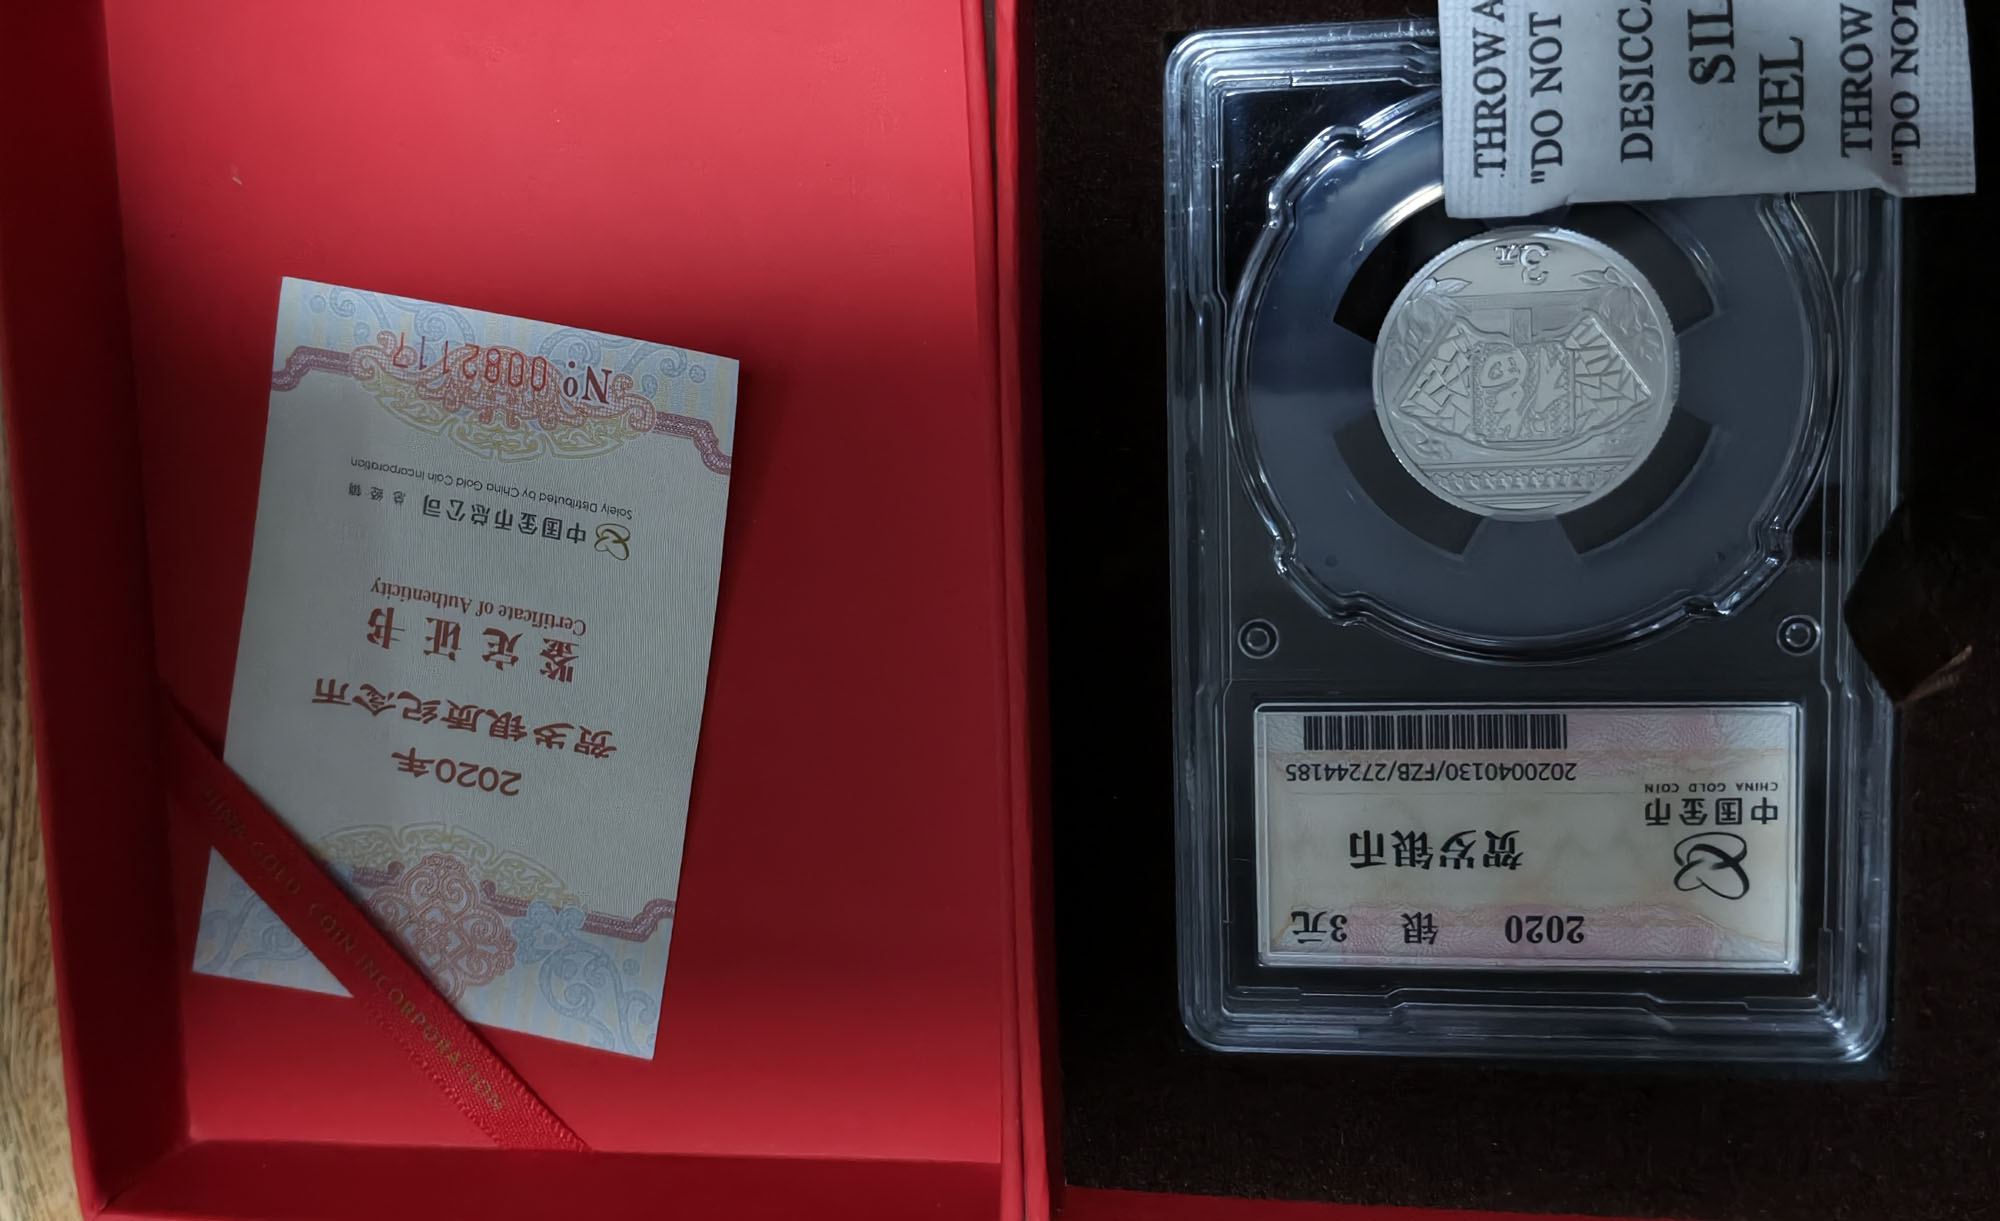 2020年
贺岁银质纪念币
鉴定证书
Certificate of Authenticity
中国金币总公司 总经销
Solely Distributed by China Gold Coin Incorporation
No: 0082117
CHINA GOLD COIN INCORPORATION
THROW A
"DO NOT
DESICCA
SIL
GEL
THROW
"DO NOT
3元
2020 银 3元
贺岁银币
中国金币
CHINA GOLD COIN
2020040130/FZB/27244185